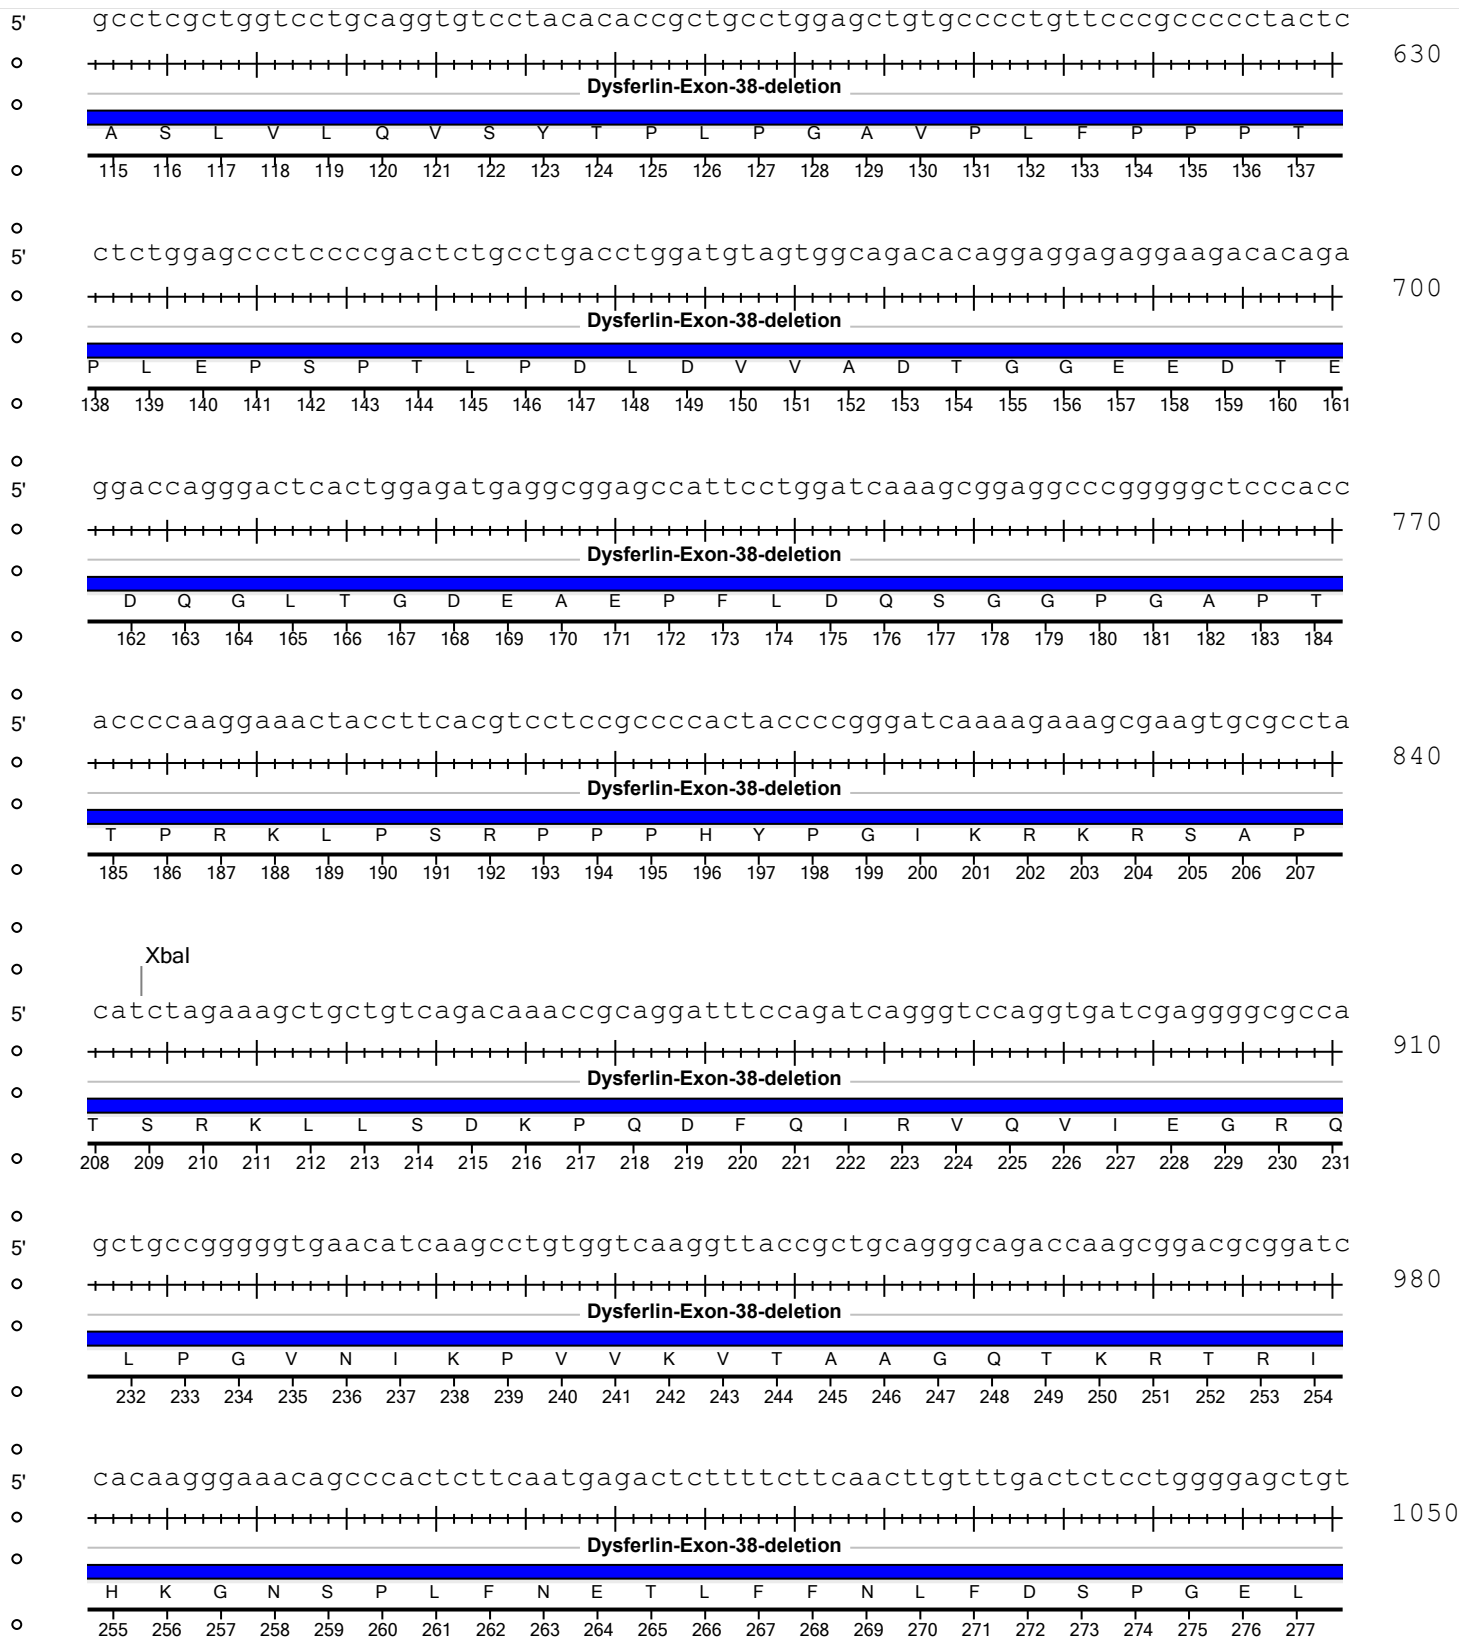 5' gcctcgctggtcctgcaggtgtcctacacaccgctgcctggagctgtgcccctgttcccgccccctactc
630
Dysferlin-Exon-38-deletion
A S L V L Q V S Y T P L P G A V P L F P P P T
115 116 117 118 119 120 121 122 123 124 125 126 127 128 129 130 131 132 133 134 135 136 137
5' ctctggagccctccccgactctgcctgacctggatgtagtggcagacacaggaggagaggaagacacaga
700
Dysferlin-Exon-38-deletion
P L E P S P T L P D L D V V A D T G G E E D T E
138 139 140 141 142 143 144 145 146 147 148 149 150 151 152 153 154 155 156 157 158 159 160 161
5' ggaccagggactcactggagatgaggcggagccattcctggatcaaagcggaggcccgggggctcccacc
770
Dysferlin-Exon-38-deletion
D Q G L T G D E A E P F L D Q S G G P G A P T
162 163 164 165 166 167 168 169 170 171 172 173 174 175 176 177 178 179 180 181 182 183 184
5' accccaaggaaactaccttcacgtcctccgccccactaccccgggatcaaaagaaagcgaagtgcgccta
840
Dysferlin-Exon-38-deletion
T P R K L P S R P P P H Y P G I K R K R S A P
185 186 187 188 189 190 191 192 193 194 195 196 197 198 199 200 201 202 203 204 205 206 207
XbaI
5' catctagaaagctgctgtcagacaaaccgcaggatttccagatcagggtccaggtgatcgaggggcgcca
910
Dysferlin-Exon-38-deletion
T S R K L L S D K P Q D F Q I R V Q V I E G R Q
208 209 210 211 212 213 214 215 216 217 218 219 220 221 222 223 224 225 226 227 228 229 230 231
5' gctgccgggggtgaacatcaagcctgtggtcaaggttaccgctgcagggcagaccaagcggacgcggatc
980
Dysferlin-Exon-38-deletion
L P G V N I K P V V K V T A A G Q T K R T R I
232 233 234 235 236 237 238 239 240 241 242 243 244 245 246 247 248 249 250 251 252 253 254
5' cacaagggaaacagcccactcttcaatgagactcttttcttcaacttgtttgactctcctggggagctgt
1050
Dysferlin-Exon-38-deletion
H K G N S P L F N E T L F F N L F D S P G E L
255 256 257 258 259 260 261 262 263 264 265 266 267 268 269 270 271 272 273 274 275 276 277